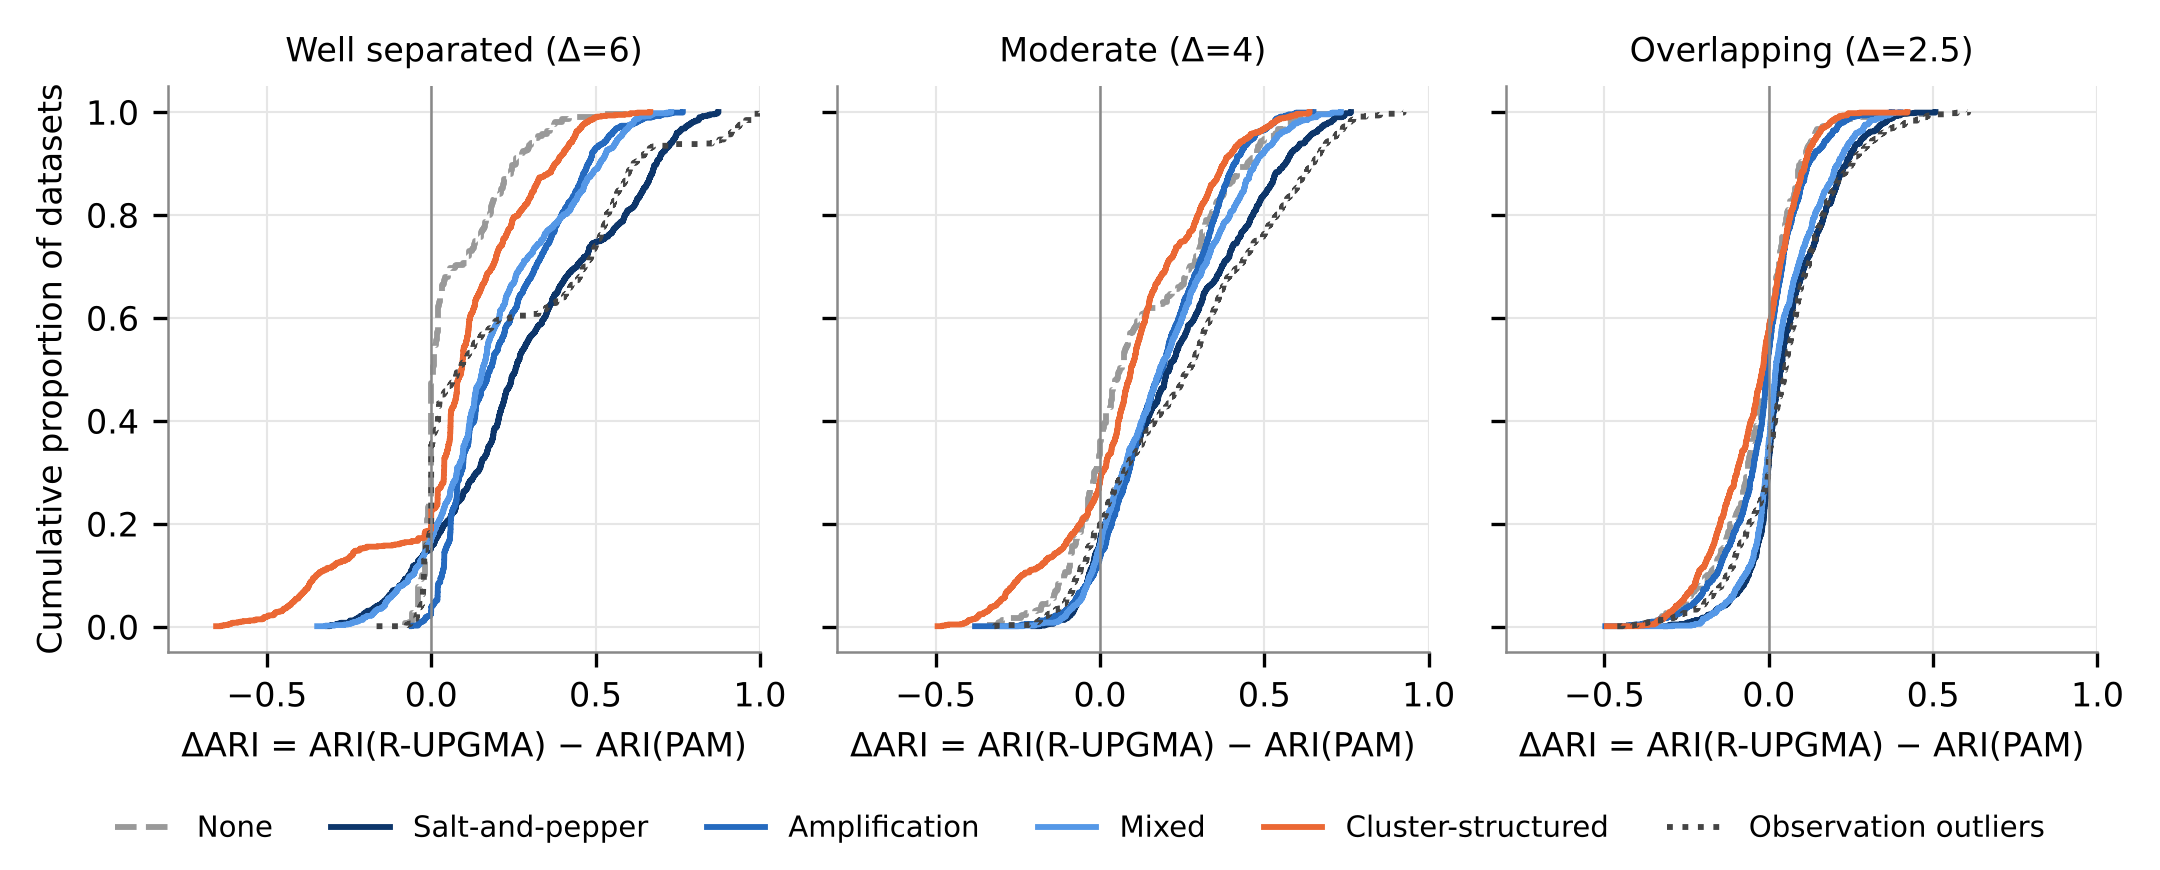 Well separated (Δ=6)
Moderate (Δ=4)
Overlapping (Δ=2.5)
Cumulative proportion of datasets
1.0
0.8
0.6
0.4
0.2
0.0
−0.5 0.0 0.5 1.0
−0.5 0.0 0.5 1.0
−0.5 0.0 0.5 1.0
ΔARI = ARI(R-UPGMA) − ARI(PAM)
ΔARI = ARI(R-UPGMA) − ARI(PAM)
ΔARI = ARI(R-UPGMA) − ARI(PAM)
None Salt-and-pepper Amplification Mixed Cluster-structured Observation outliers